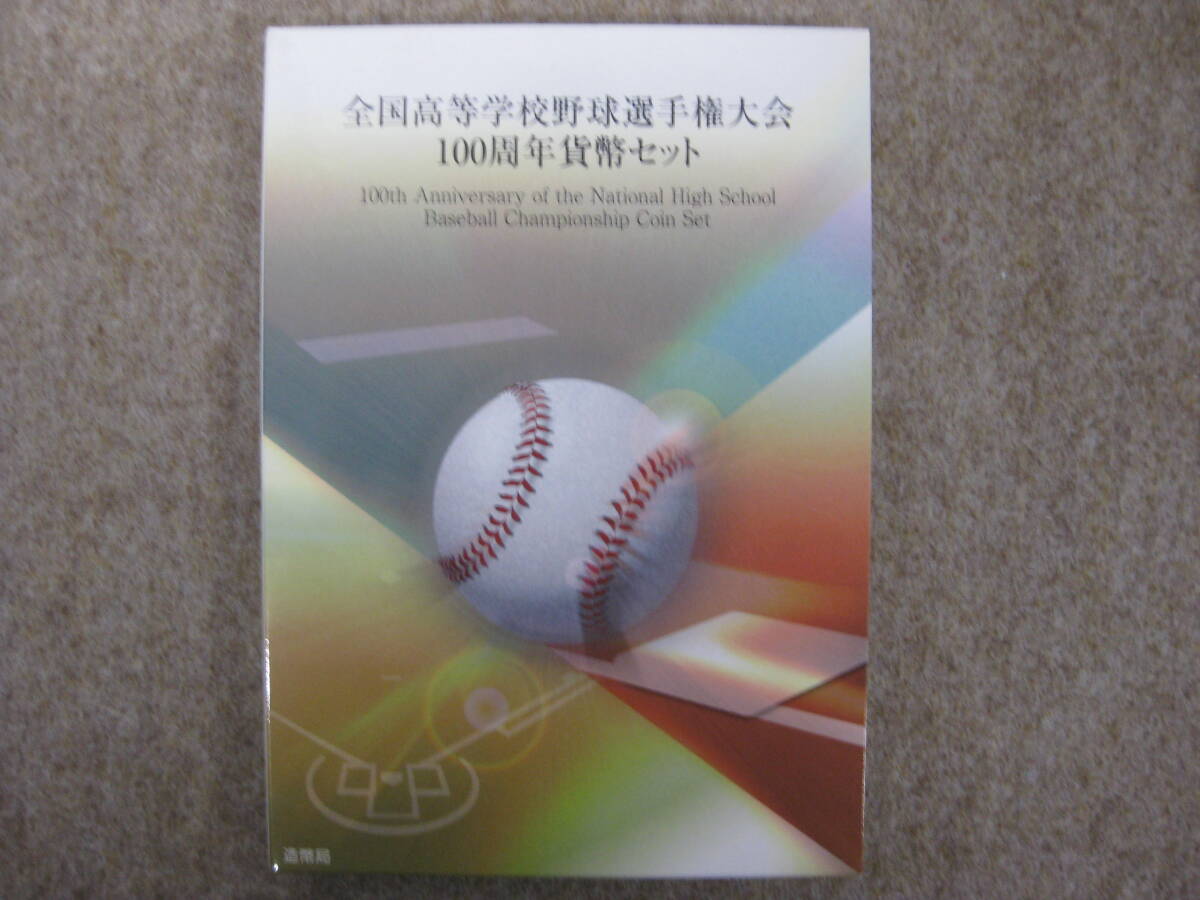 全国高等学校野球選手権大会
100周年貨幣セット
100th Anniversary of the National High School
Baseball Championship Coin Set
造幣局